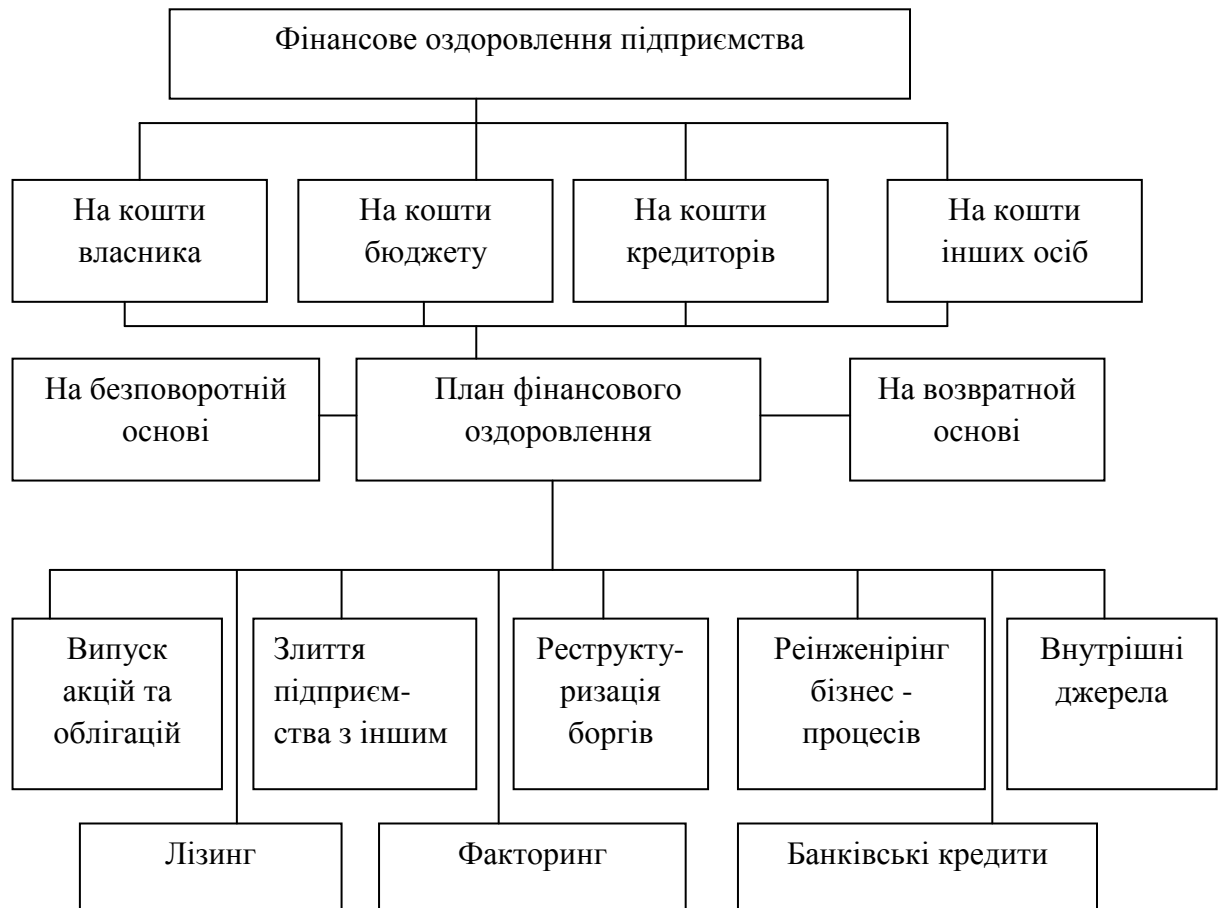 Фінансове оздоровлення підприємства
На кошти
власника
На кошти
бюджету
На кошти
кредиторів
На кошти
інших осіб
На безповоротній
основі
План фінансового
оздоровлення
На возвратной
основі
Випуск
акцій та
облігацій
Злиття
підприєм-
ства з іншим
Реструкту-
ризація
боргів
Реінженірінг
бізнес -
процесів
Внутрішні
джерела
Лізинг
Факторинг
Банківські кредити